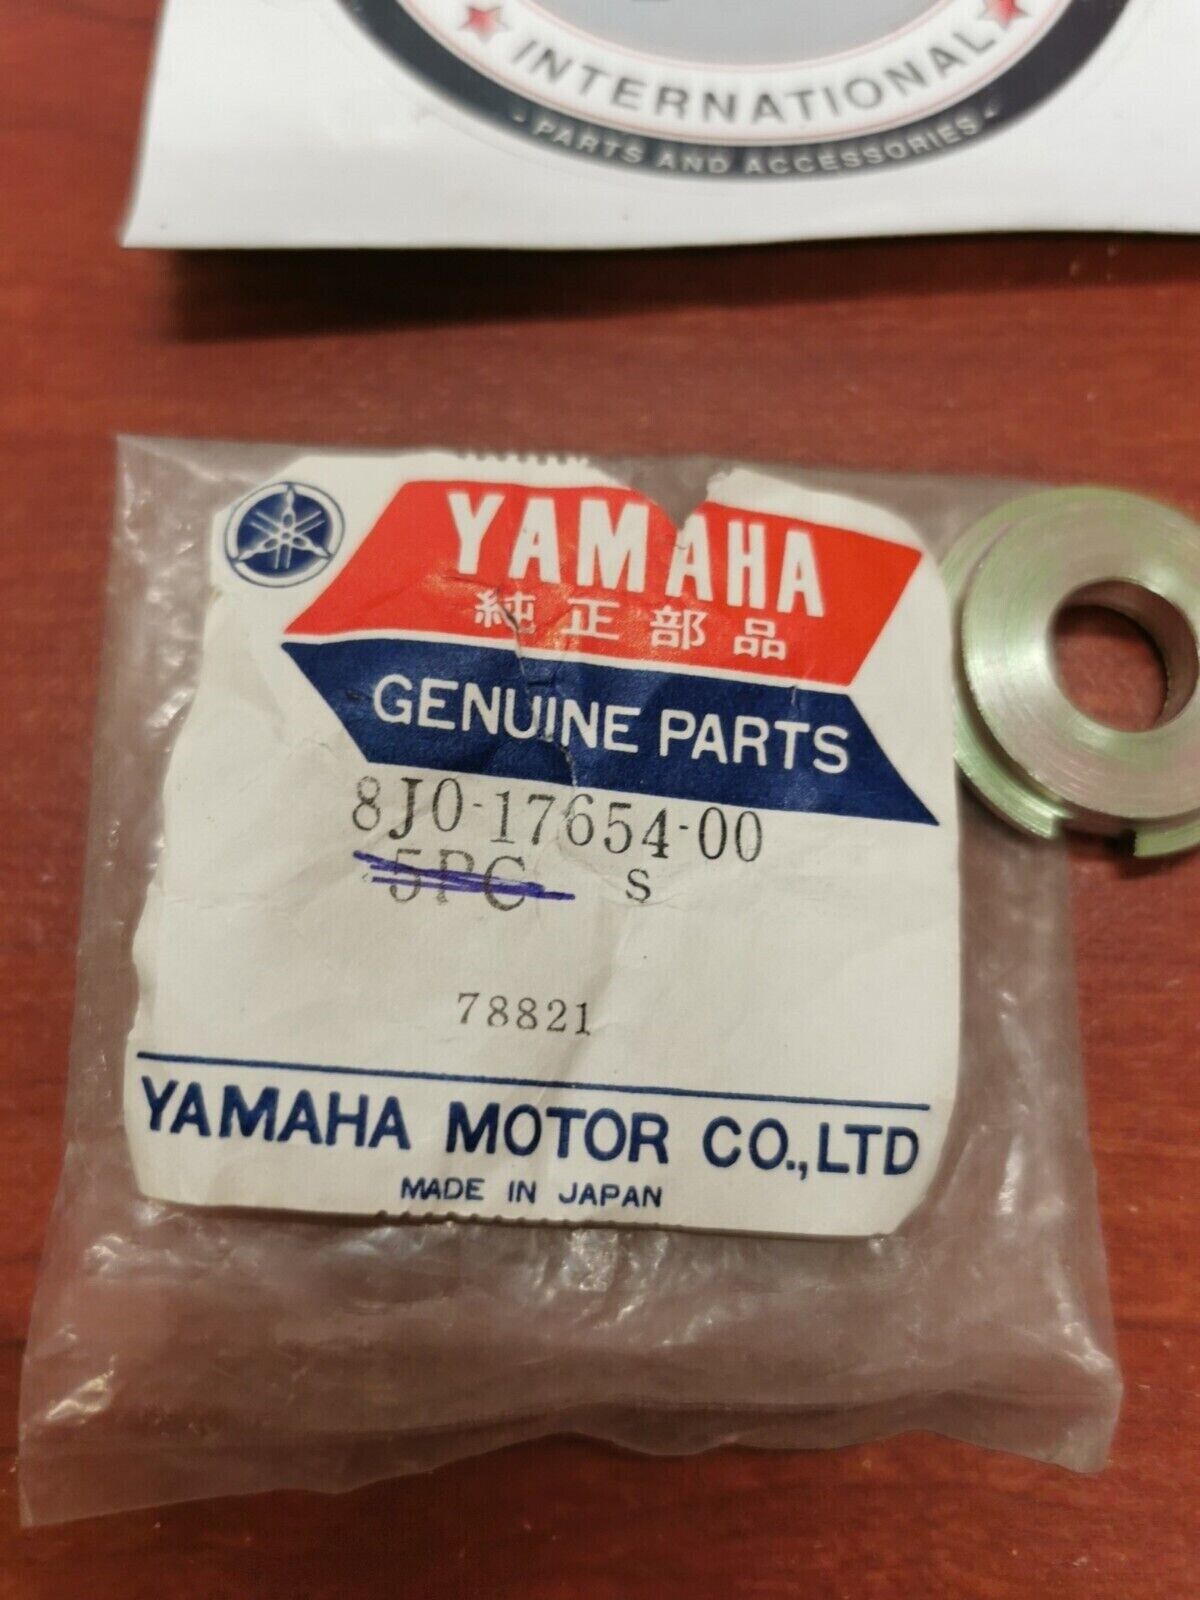 INTERNATIONAL
- PARTS AND ACCESSORIES -
YAMAHA
純正部品
GENUINE PARTS
8J0-17654-00
5PC S
78821
YAMAHA MOTOR CO., LTD
MADE IN JAPAN